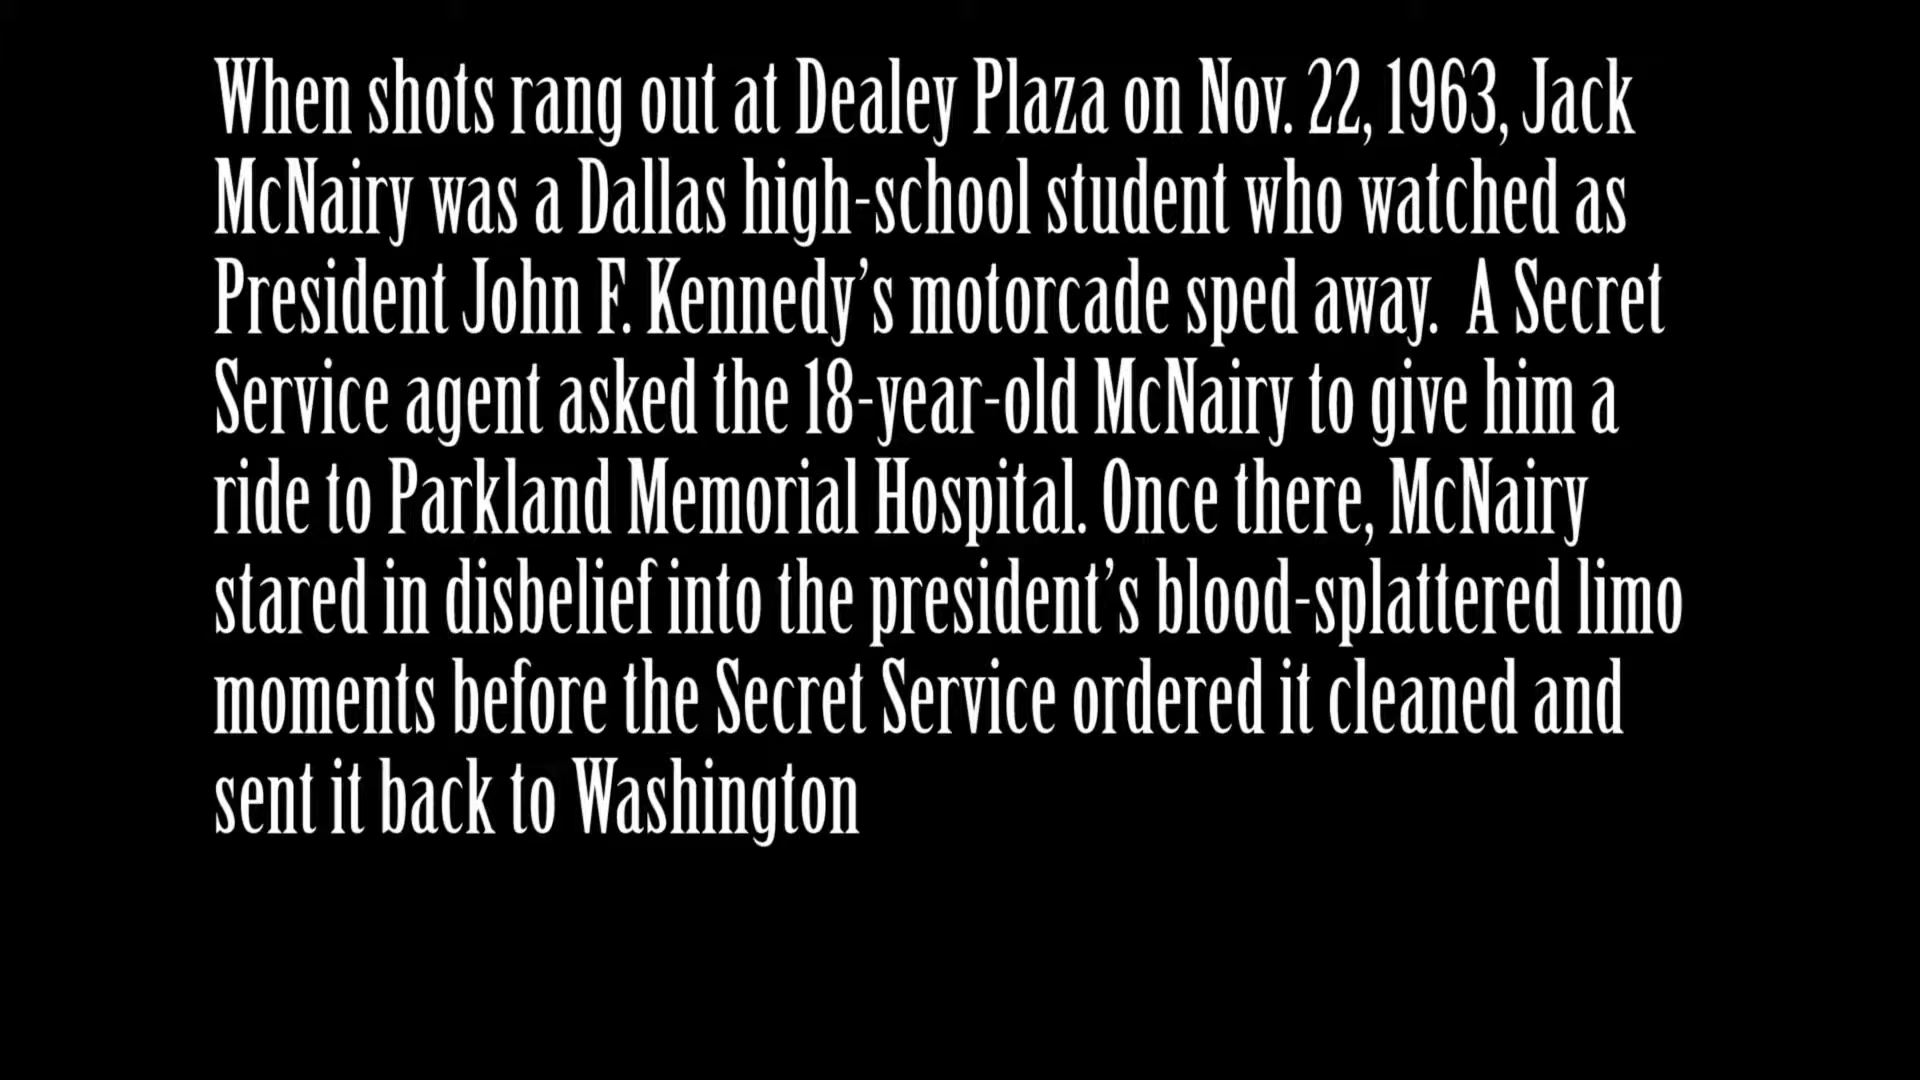 When shots rang out at Dealey Plaza on Nov. 22, 1963, Jack
McNairy was a Dallas high-school student who watched as
President John F. Kennedy’s motorcade sped away.  A Secret
Service agent asked the 18-year-old McNairy to give him a
ride to Parkland Memorial Hospital. Once there, McNairy
stared in disbelief into the president’s blood-splattered limo
moments before the Secret Service ordered it cleaned and
sent it back to Washington